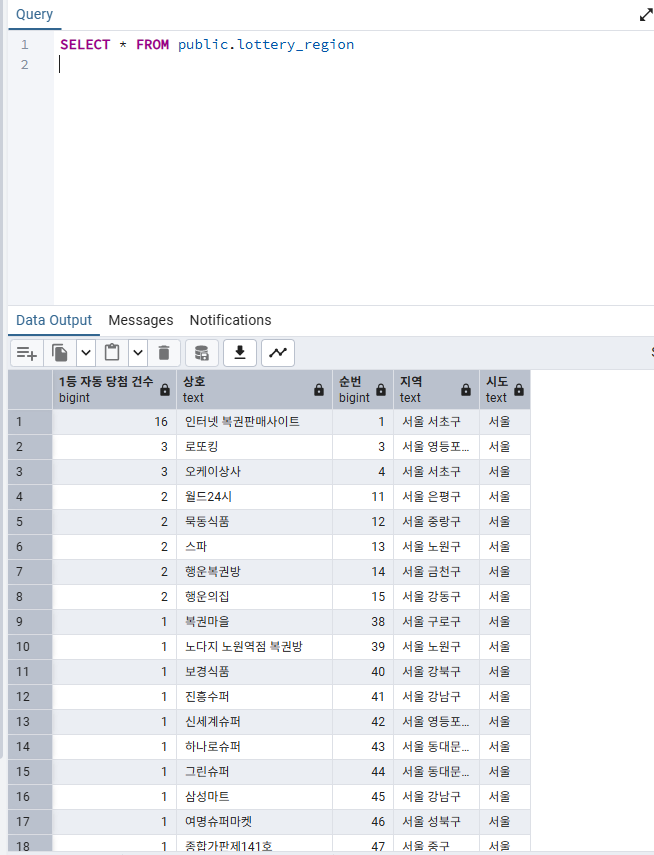 Query
1 SELECT * FROM public.lottery_region
2
Data Output Messages Notifications
1등 자동 당첨 건수 상호 순번 지역 시도
bigint text bigint text text
1 16 인터넷 복권판매사이트 1 서울 서초구 서울
2 3 로또킹 3 서울 영등포... 서울
3 3 오케이상사 4 서울 서초구 서울
4 2 월드24시 11 서울 은평구 서울
5 2 묵동식품 12 서울 중랑구 서울
6 2 스파 13 서울 노원구 서울
7 2 행운복권방 14 서울 금천구 서울
8 2 행운의집 15 서울 강동구 서울
9 1 복권마을 38 서울 구로구 서울
10 1 노다지 노원역점 복권방 39 서울 노원구 서울
11 1 보경식품 40 서울 강북구 서울
12 1 진흥수퍼 41 서울 강남구 서울
13 1 신세계슈퍼 42 서울 영등포... 서울
14 1 하나로슈퍼 43 서울 동대문... 서울
15 1 그린슈퍼 44 서울 동대문... 서울
16 1 삼성마트 45 서울 강남구 서울
17 1 여명슈퍼마켓 46 서울 성북구 서울
18 1 종합가판제141호 47 서울 중구 서울